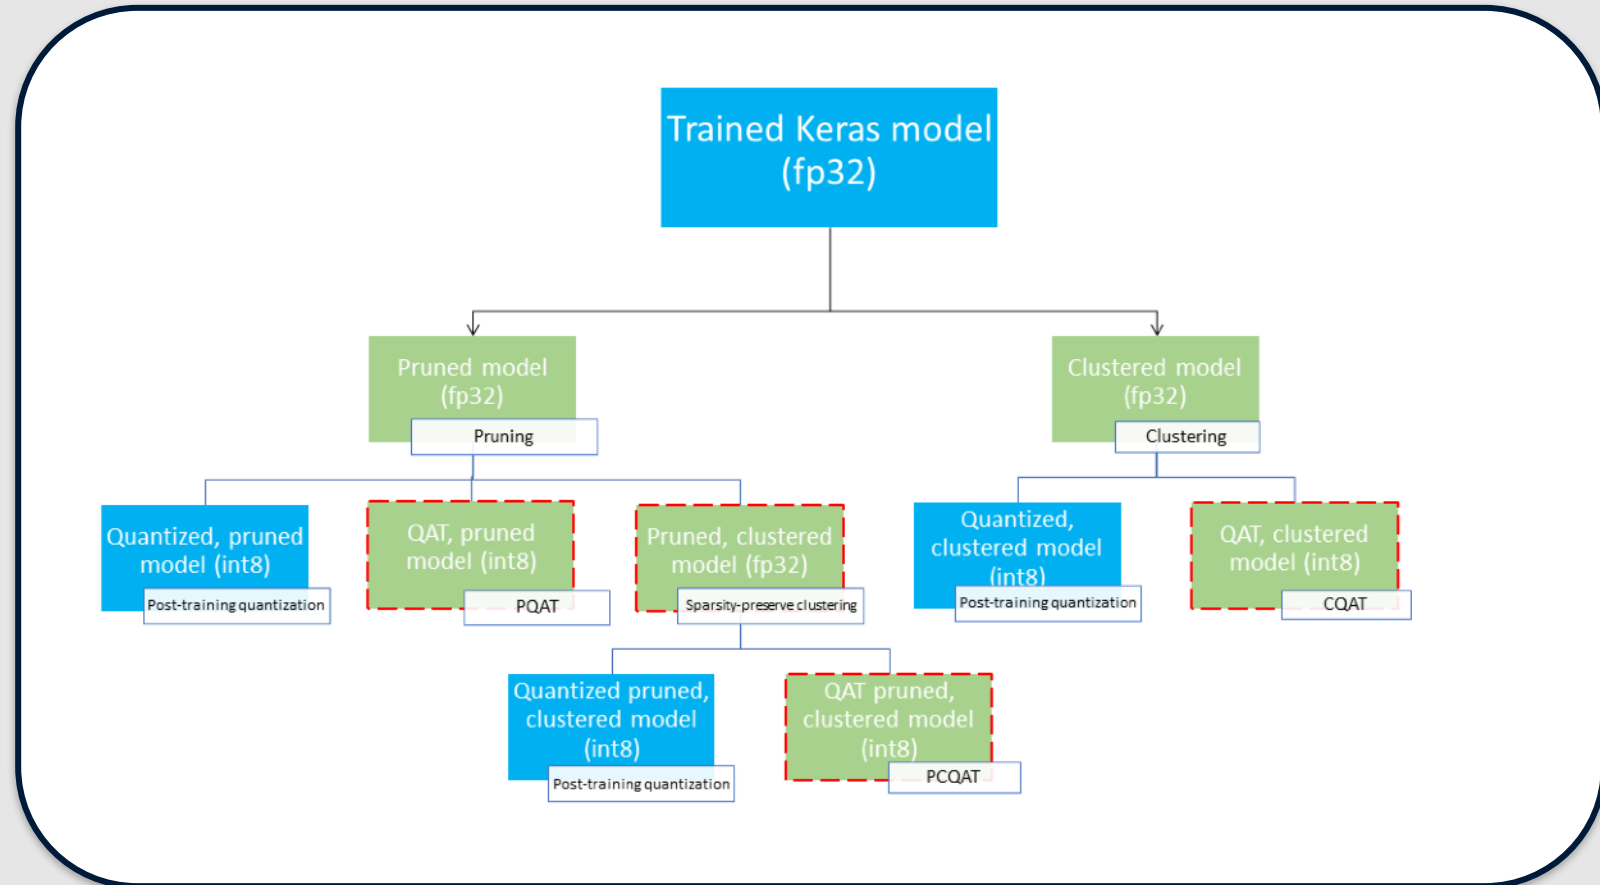 Trained Keras model
(fp32)
Pruned model
(fp32)
Pruning
Clustered model
(fp32)
Clustering
Quantized, pruned
model (int8)
Post-training quantization
QAT, pruned
model (int8)
PQAT
Pruned, clustered
model (fp32)
Sparsity-preserve clustering
Quantized,
clustered model
(int8)
Post-training quantization
QAT, clustered
model (int8)
CQAT
Quantized pruned,
clustered model
(int8)
Post-training quantization
QAT pruned,
clustered model
(int8)
PCQAT